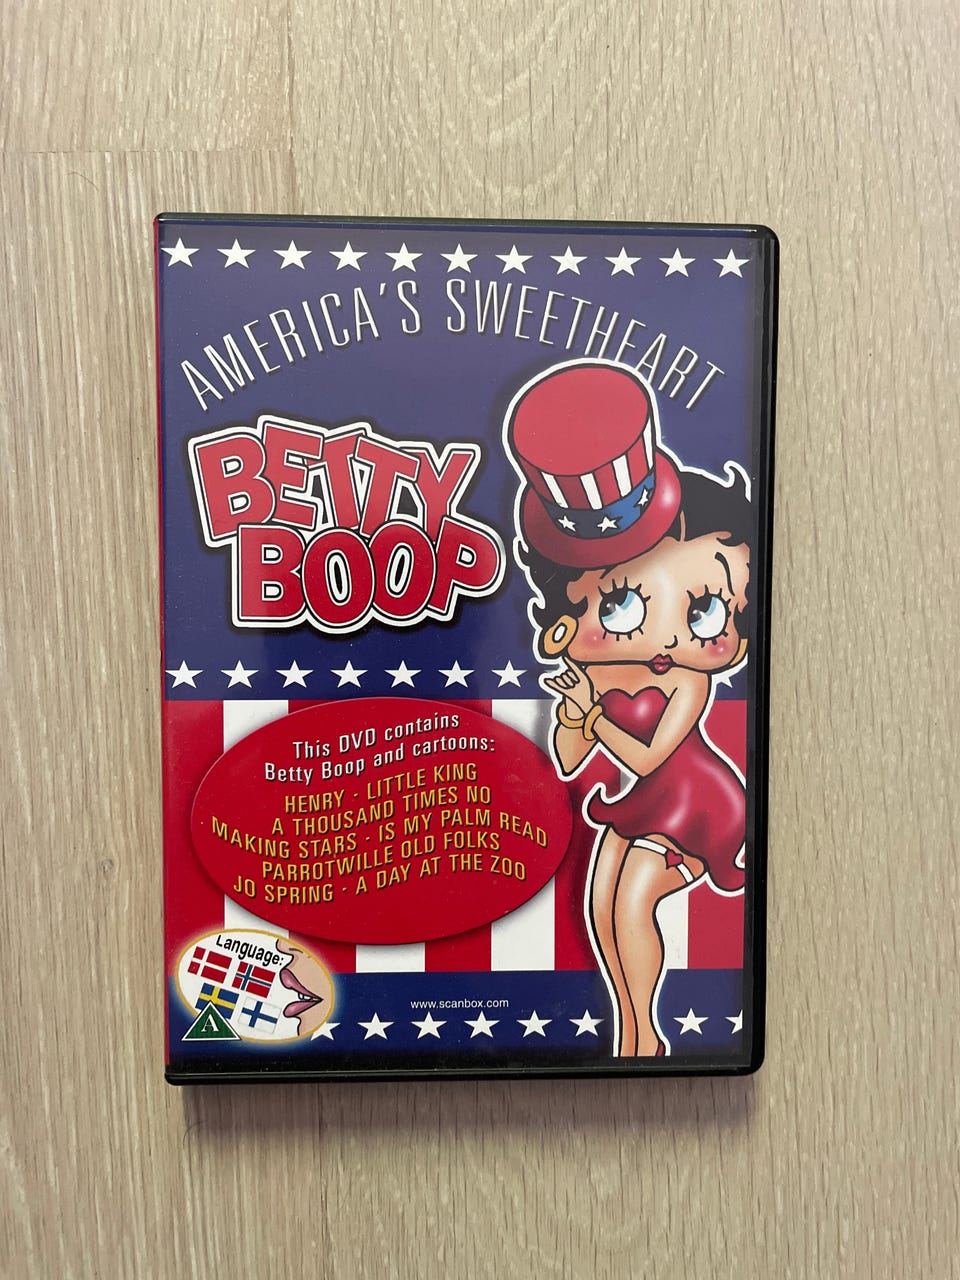 AMERICA'S SWEETHEART
BETTY
BOOP
This DVD contains
Betty Boop and cartoons:
HENRY - LITTLE KING
A THOUSAND TIMES NO
MAKING STARS - IS MY PALM READ
PARROTWILLE OLD FOLKS
JO SPRING - A DAY AT THE ZOO
Language:
A
www.scanbox.com